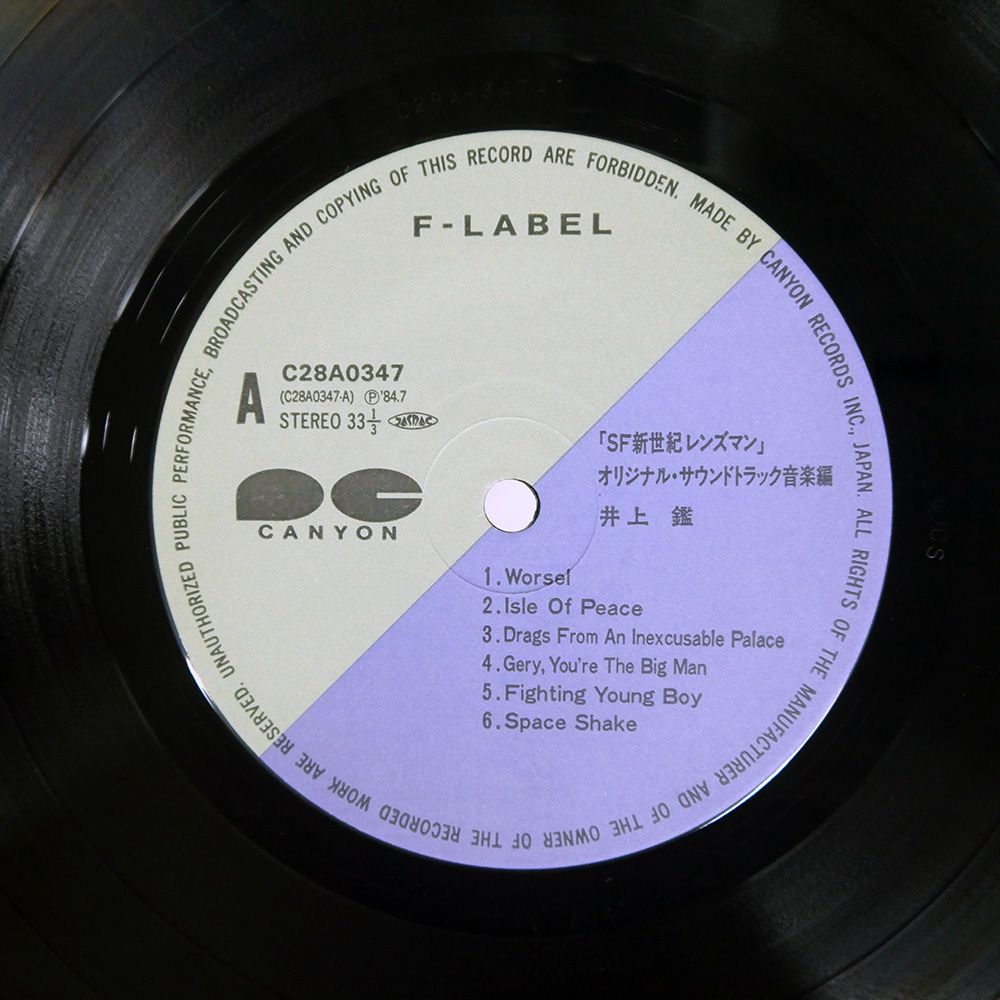 UNAUTHORIZED PUBLIC PERFORMANCE, BROADCASTING AND COPYING OF THIS RECORD ARE FORBIDDEN. MADE BY CANYON RECORDS INC., JAPAN. ALL RIGHTS OF THE MANUFACTURER AND OF THE OWNER OF THE RECORDED WORK ARE RESERVED.
F-LABEL
A
C28A0347
(C28A0347-A) Ⓟ'84.7
STEREO 33 1/3 JASRAC
CANYON
「SF新世紀レンズマン」
オリジナル・サウンドトラック音楽編
井上 鑑
1. Worsel
2. Isle Of Peace
3. Drags From An Inexcusable Palace
4. Gery, You're The Big Man
5. Fighting Young Boy
6. Space Shake